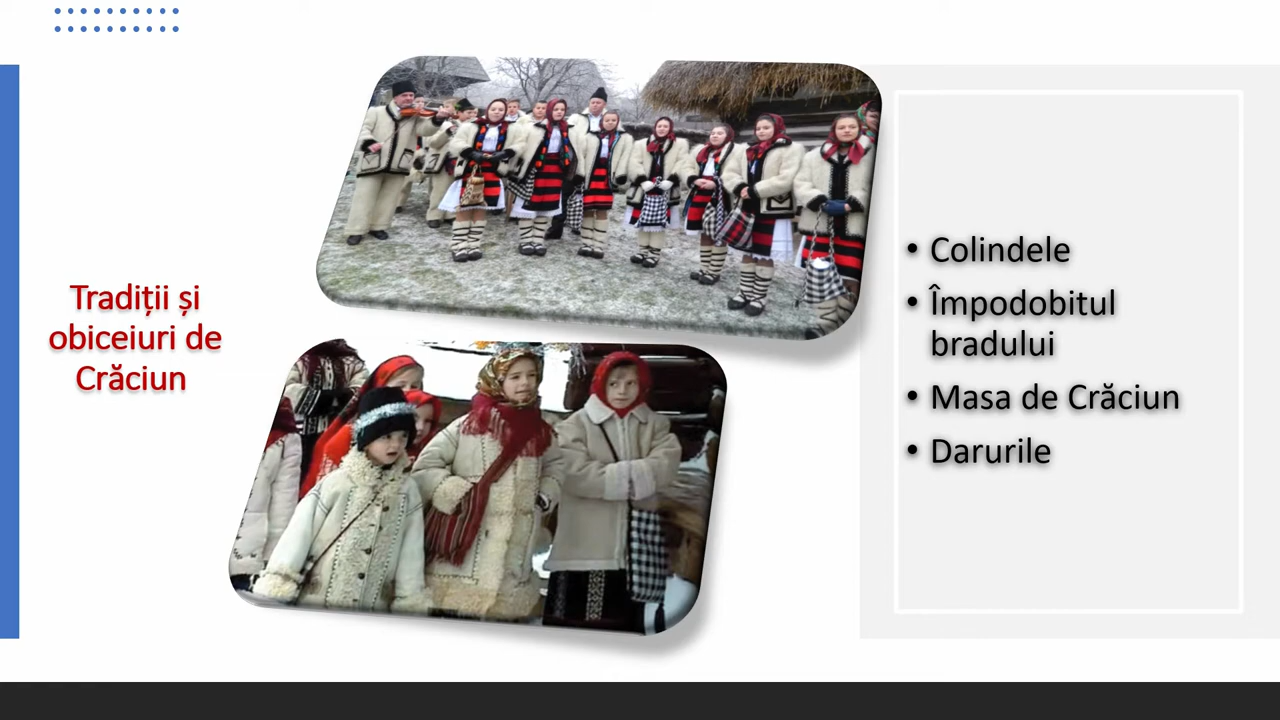 Tradiții și
obiceiuri de
Crăciun
• Colindele
• Împodobitul
bradului
• Masa de Crăciun
• Darurile